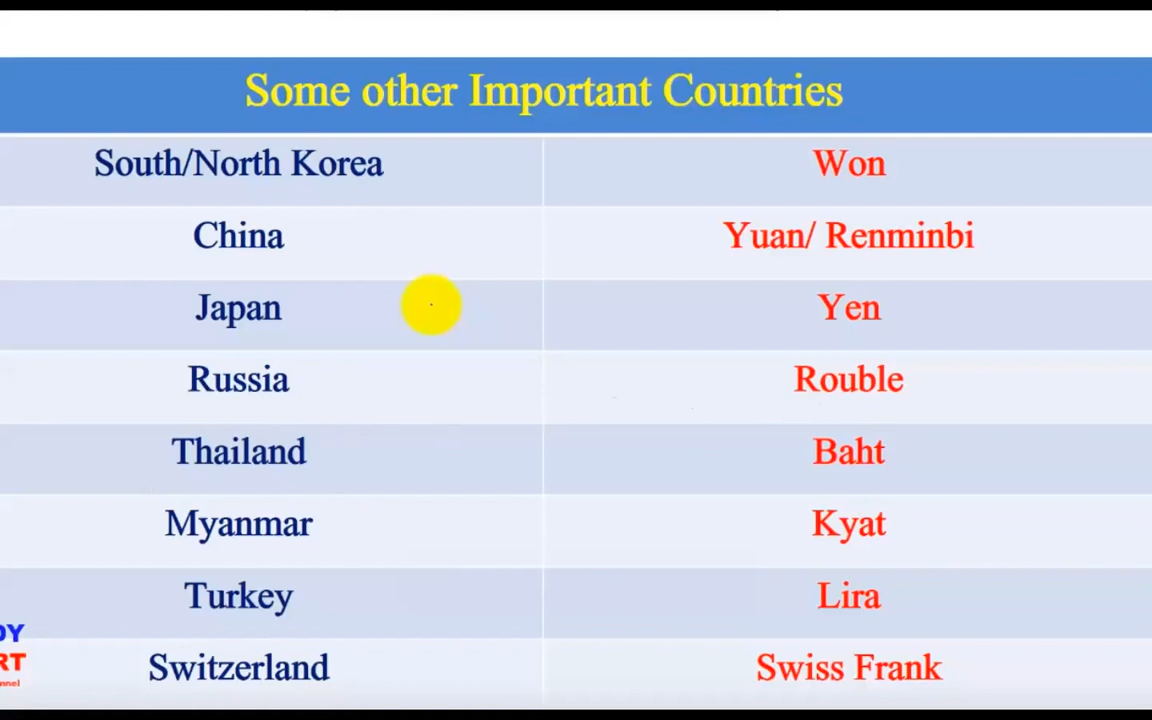 Some other Important Countries
South/North Korea Won
China Yuan/ Renminbi
Japan Yen
Russia Rouble
Thailand Baht
Myanmar Kyat
Turkey Lira
Switzerland Swiss Frank